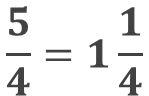 5/4 = 1 1/4